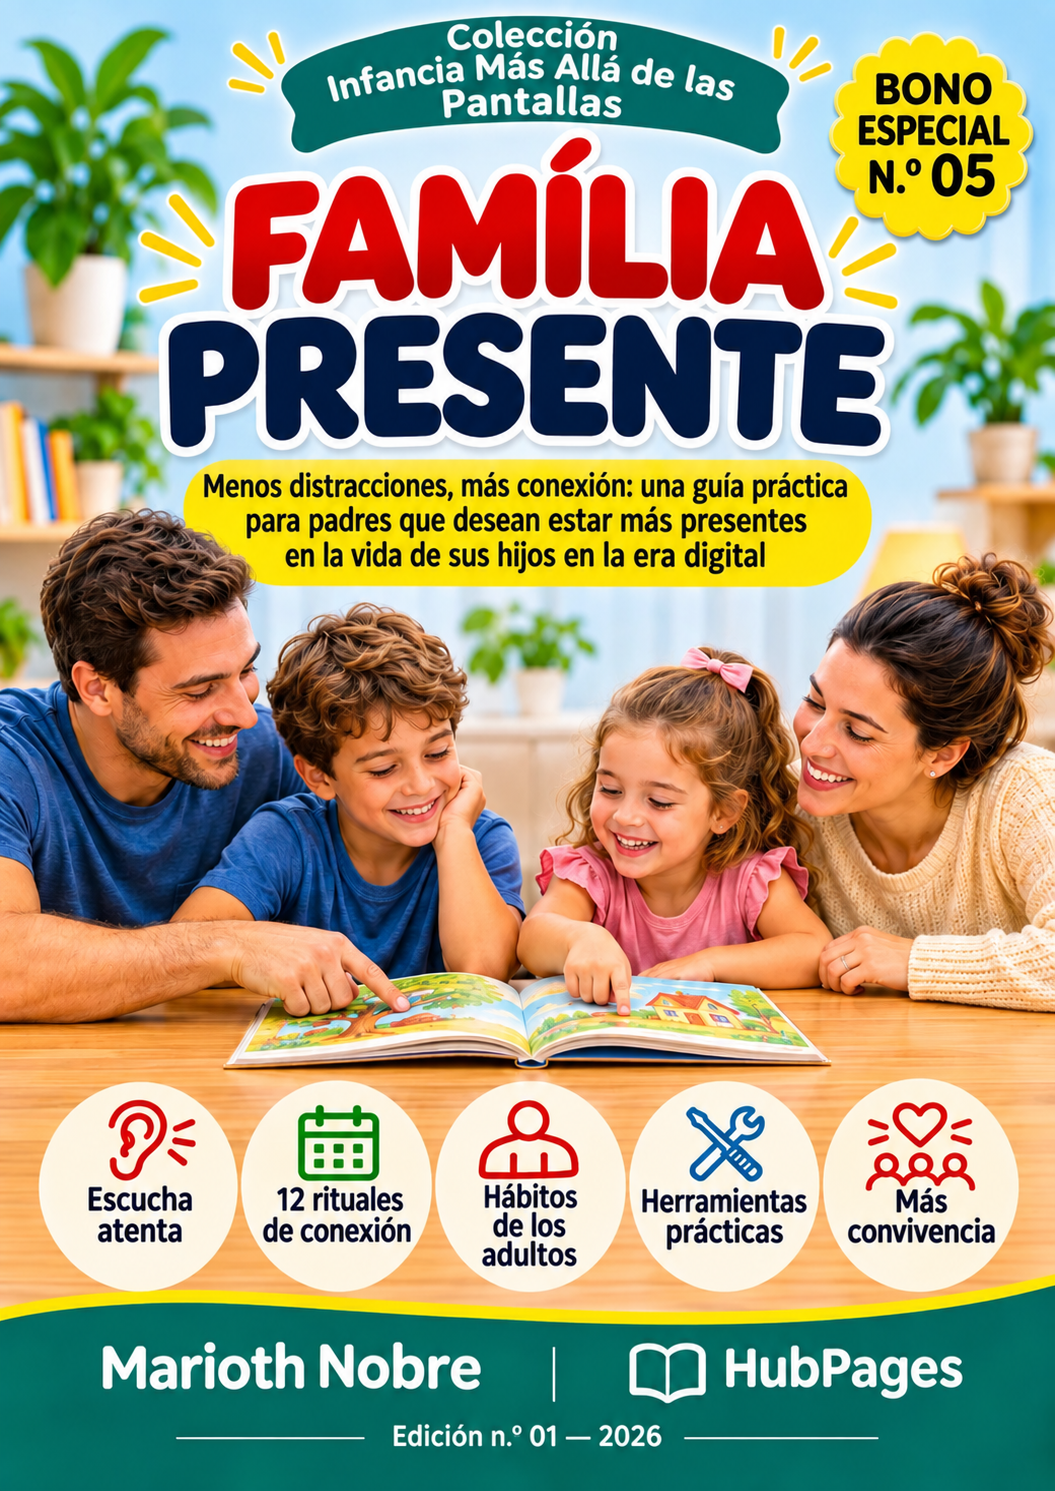 Colección
Infancia Más Allá de las
Pantallas
BONO
ESPECIAL
N.º 05
FAMÍLIA
PRESENTE
Menos distracciones, más conexión: una guía práctica
para padres que desean estar más presentes
en la vida de sus hijos en la era digital
Escucha
atenta
12 rituales
de conexión
Hábitos
de los
adultos
Herramientas
prácticas
Más
convivencia
Marioth Nobre
HubPages
Edición n.º 01 — 2026